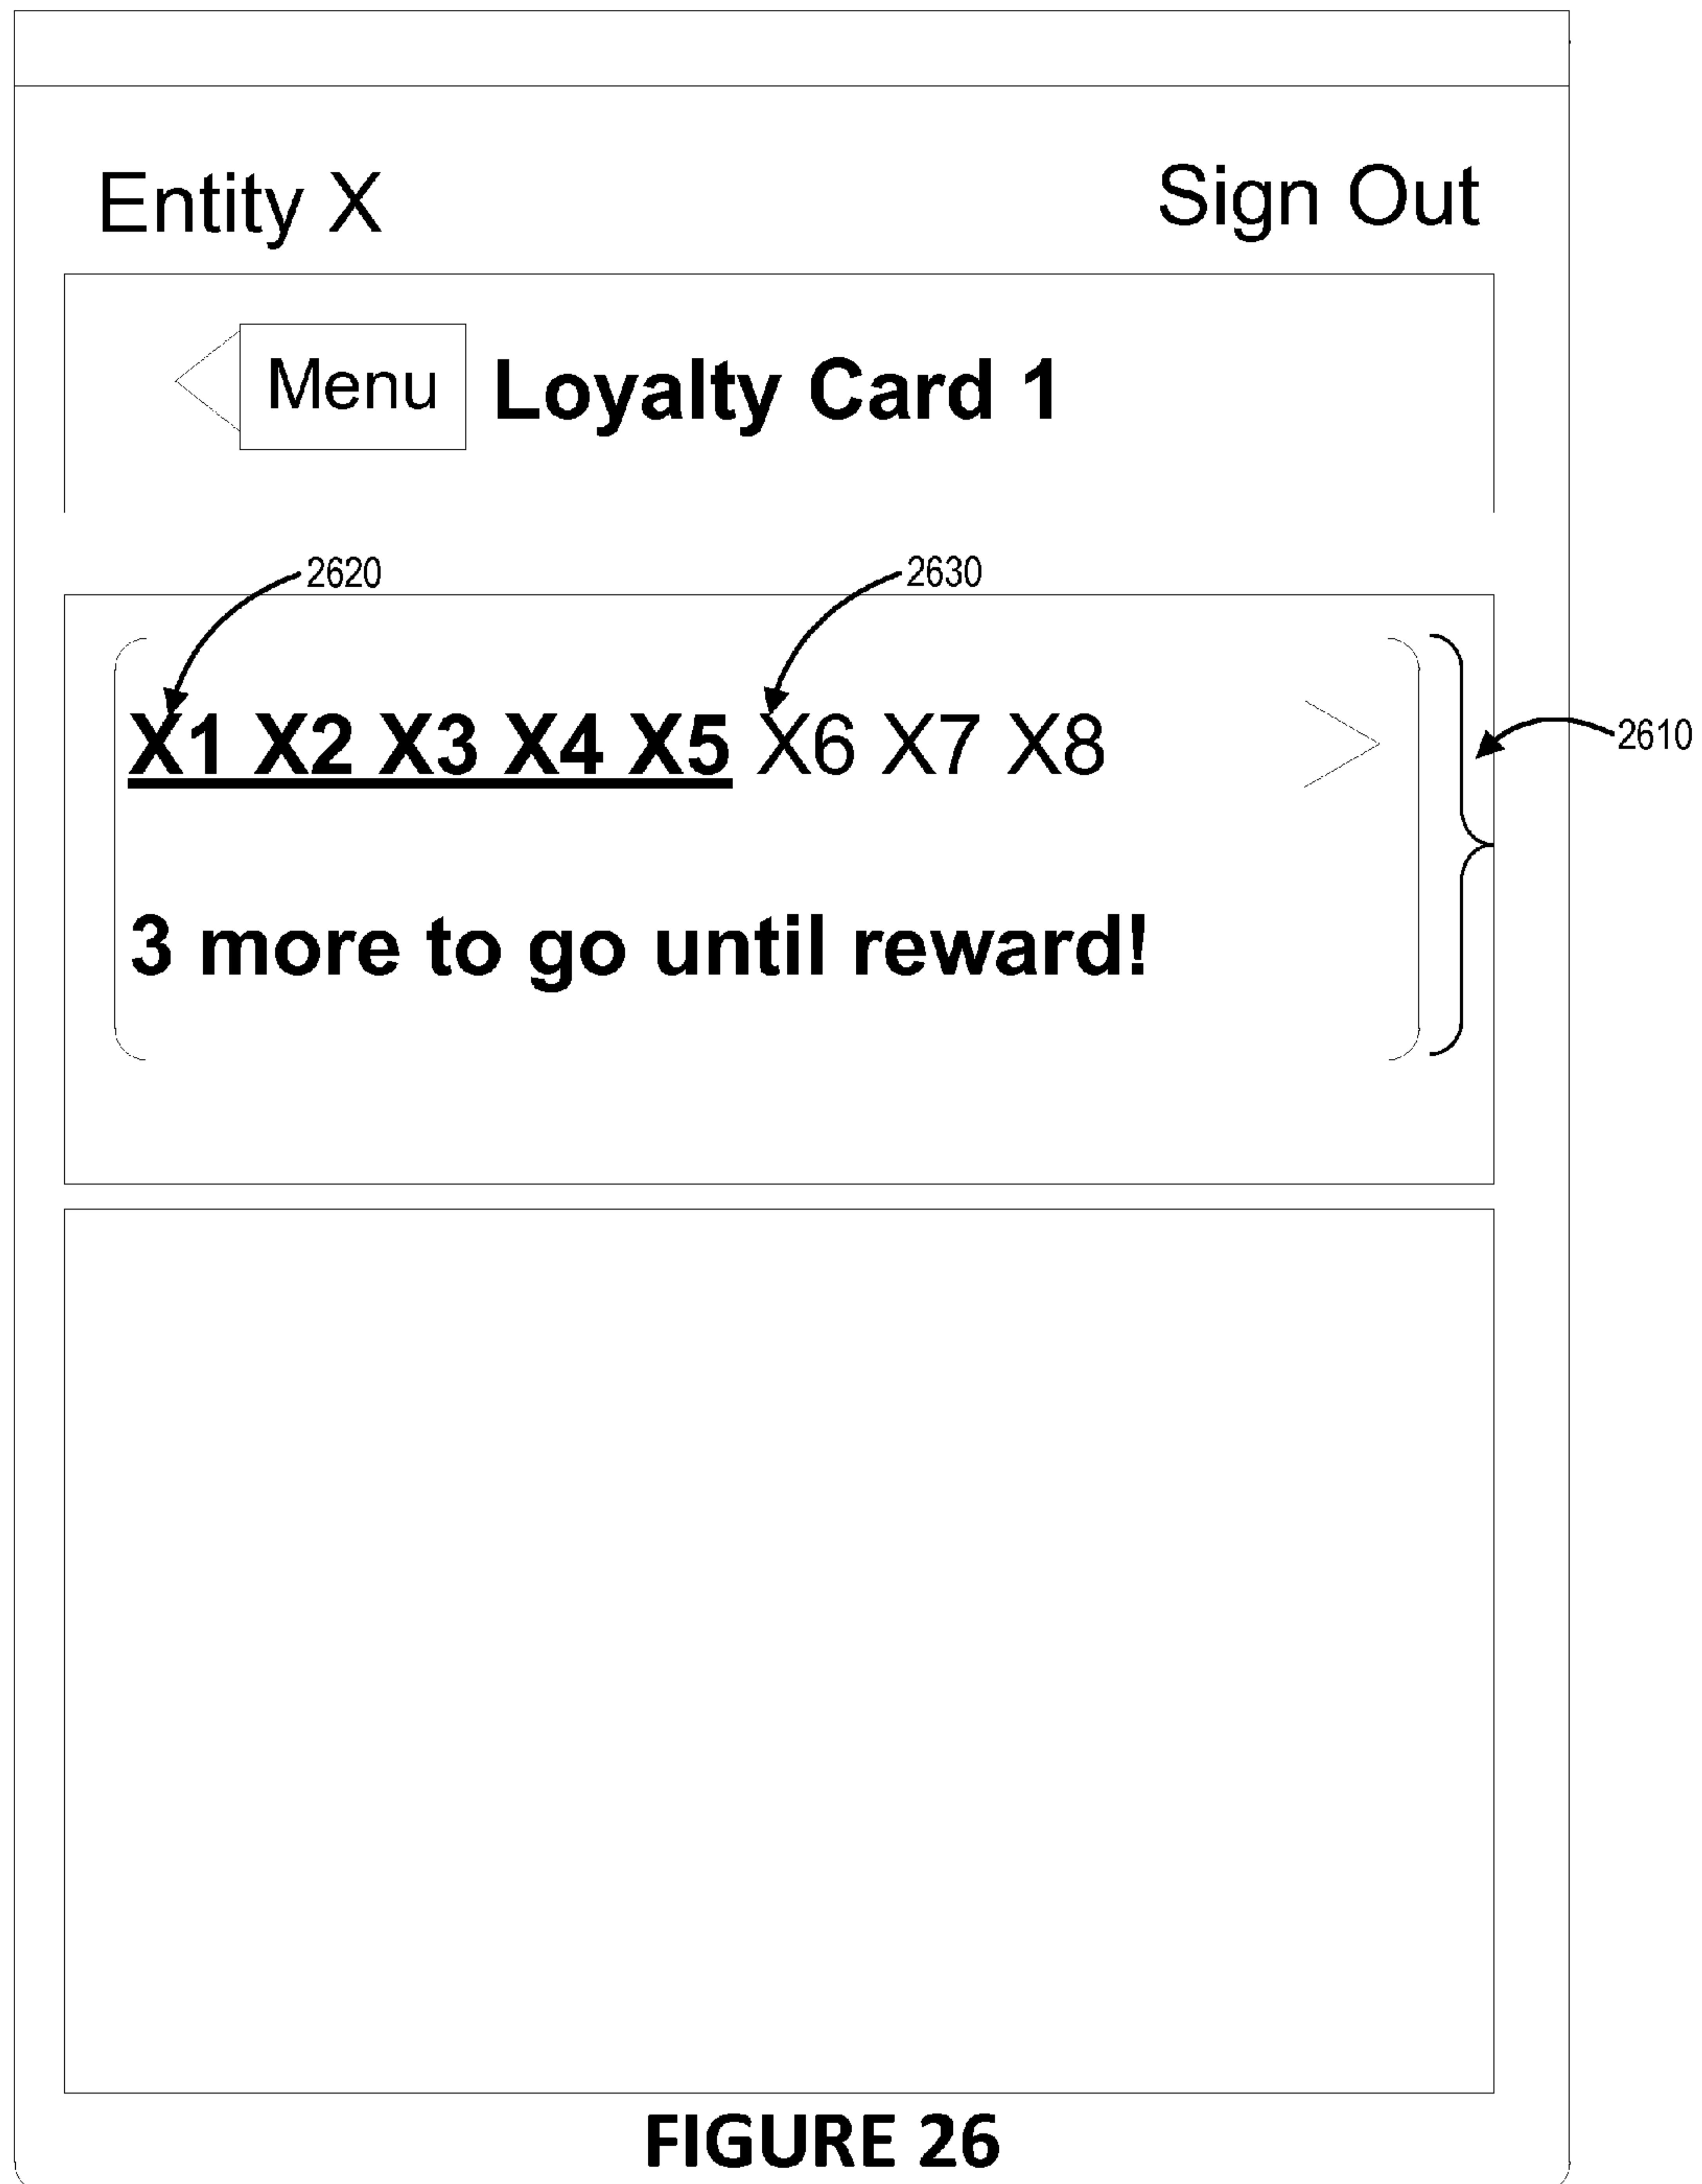 Entity X Sign Out
Menu Loyalty Card 1
2620 2630
X1 X2 X3 X4 X5 X6 X7 X8
2610
3 more to go until reward!
FIGURE 26